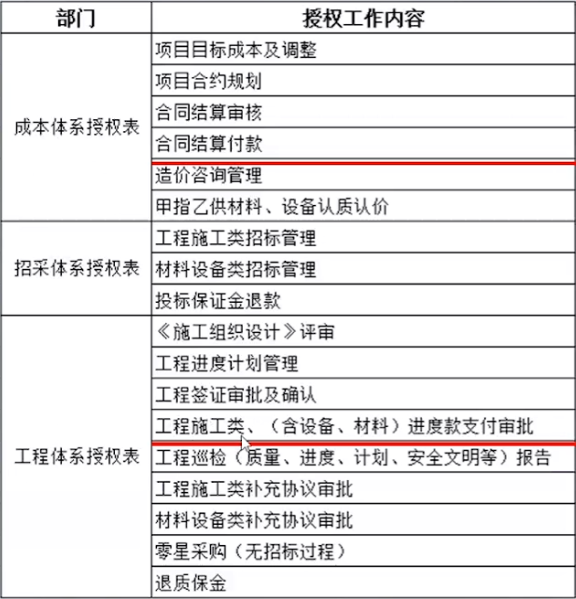 部门 授权工作内容
成本体系授权表
项目目标成本及调整
项目合约规划
合同结算审核
合同结算付款
造价咨询管理
甲指乙供材料、设备认质认价
招采体系授权表
工程施工类招标管理
材料设备类招标管理
投标保证金退款
工程体系授权表
《施工组织设计》评审
工程进度计划管理
工程签证审批及确认
工程施工类、（含设备、材料）进度款支付审批
工程巡检（质量、进度、计划、安全文明等）报告
工程施工类补充协议审批
材料设备类补充协议审批
零星采购（无招标过程）
退质保金